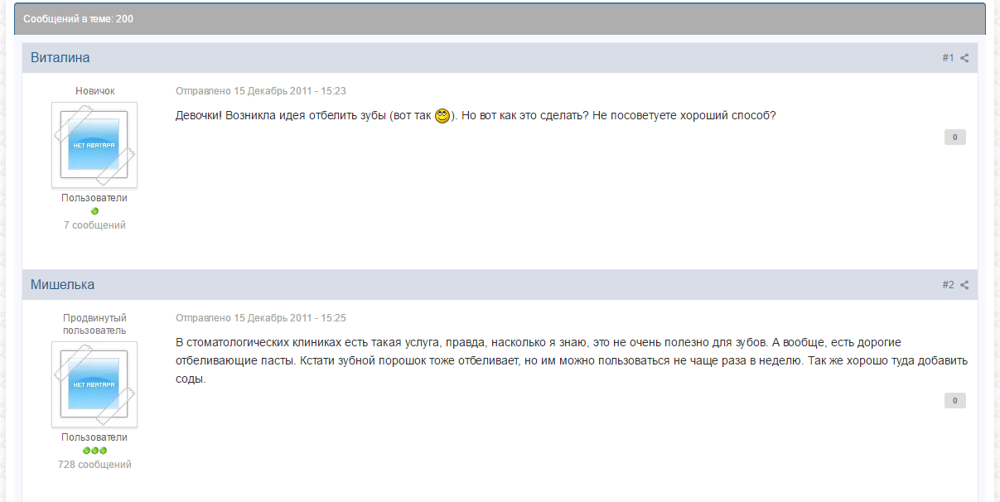 Сообщений в теме: 200
Виталина
#1
Новичок
Отправлено 15 Декабрь 2011 - 15:23
Девочки! Возникла идея отбелить зубы (вот так ). Но вот как это сделать? Не посоветуете хороший способ?
0
НЕТ АВАТАРА
Пользователи
7 сообщений
Мишелька
#2
Продвинутый
пользователь
Отправлено 15 Декабрь 2011 - 15:25
В стоматологических клиниках есть такая услуга, правда, насколько я знаю, это не очень полезно для зубов. А вообще, есть дорогие
отбеливающие пасты. Кстати зубной порошок тоже отбеливает, но им можно пользоваться не чаще раза в неделю. Так же хорошо туда добавить
соды.
0
НЕТ АВАТАРА
Пользователи
728 сообщений